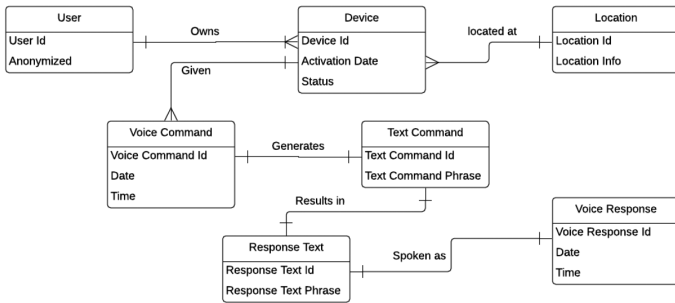 User
User Id
Anonymized
Owns
Device
Device Id
Activation Date
Status
located at
Location
Location Id
Location Info
Given
Voice Command
Voice Command Id
Date
Time
Generates
Text Command
Text Command Id
Text Command Phrase
Results in
Response Text
Response Text Id
Response Text Phrase
Spoken as
Voice Response
Voice Response Id
Date
Time